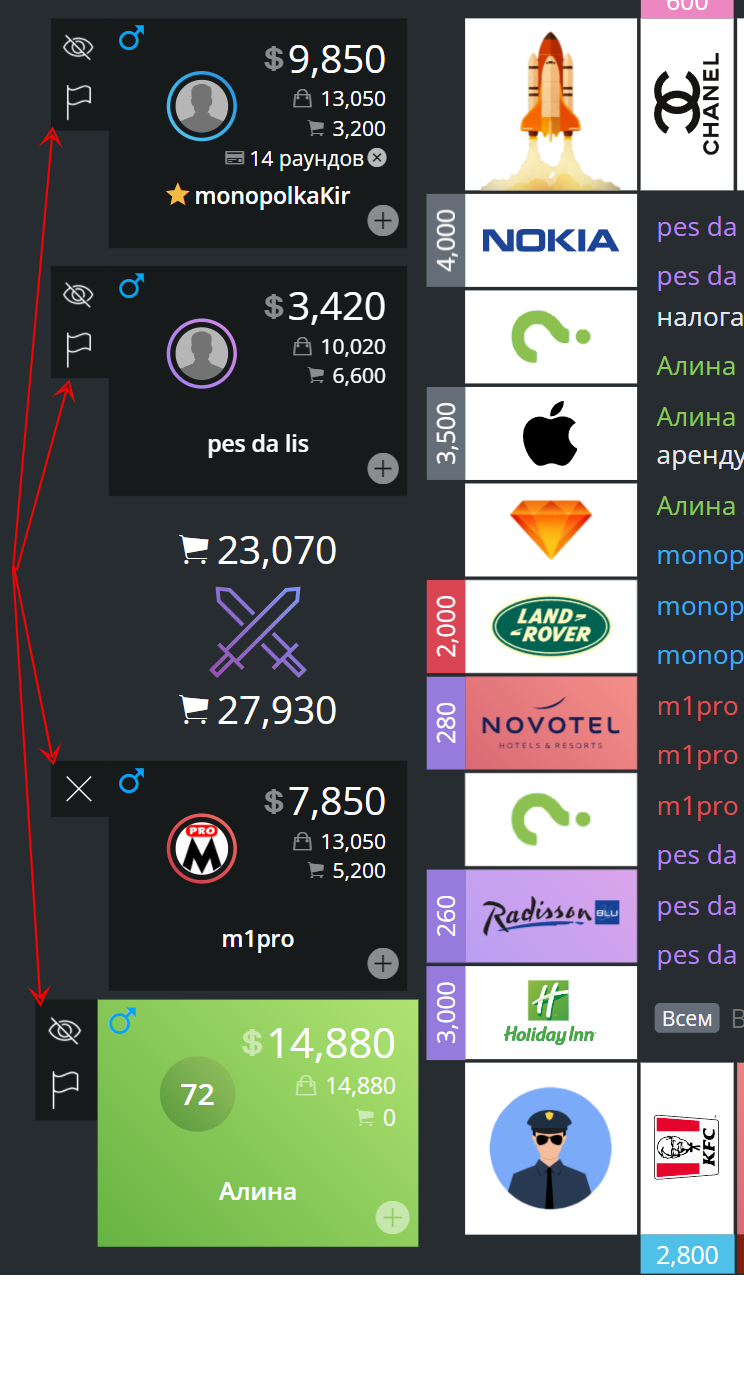 600
$ 9,850
13,050
3,200
14 раундов
monopolkaKir
CHANEL
4,000
NOKIA
pes da
pes da
налога
$ 3,420
10,020
6,600
pes da lis
Алина
3,500
Алина
аренду
Алина
23,070
27,930
monop
2,000
LAND-
-ROVER
monop
monop
280
NOVOTEL
HOTELS & RESORTS
m1pro
m1pro
m1pro
$ 7,850
13,050
5,200
PRO
M
m1pro
pes da
260
Radisson BLU
pes da
pes da
3,000
H
Holiday Inn
Всем В
$ 14,880
14,880
0
72
Алина
KFC
2,800